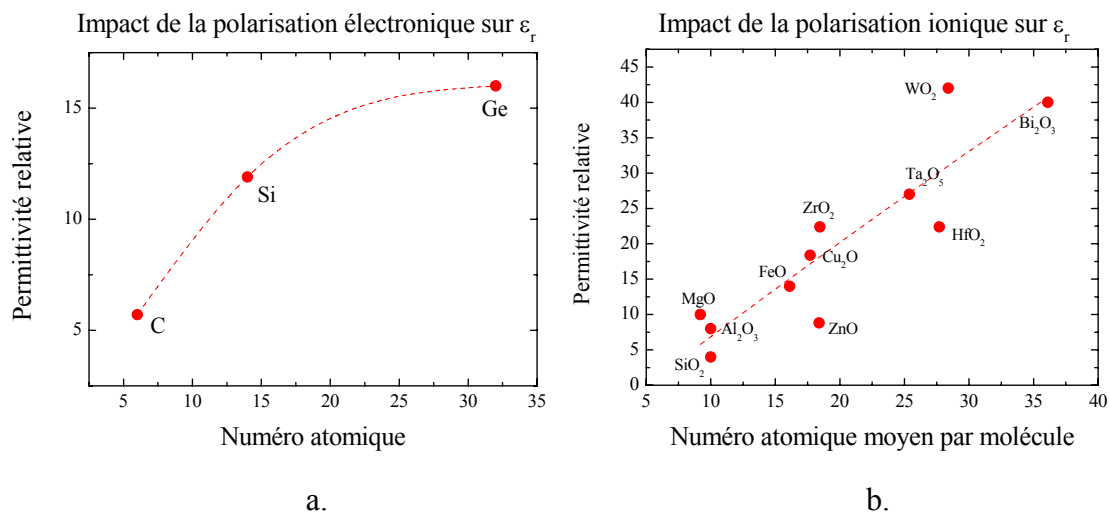 Impact de la polarisation électronique sur εᵣ
Permittivité relative
15
10
5
Ge
Si
C
5 10 15 20 25 30 35
Numéro atomique
a.
Impact de la polarisation ionique sur εᵣ
Permittivité relative
45
40
35
30
25
20
15
10
5
0
WO₂
Bi₂O₃
Ta₂O₅
ZrO₂
HfO₂
Cu₂O
FeO
MgO
Al₂O₃
ZnO
SiO₂
5 10 15 20 25 30 35 40
Numéro atomique moyen par molécule
b.